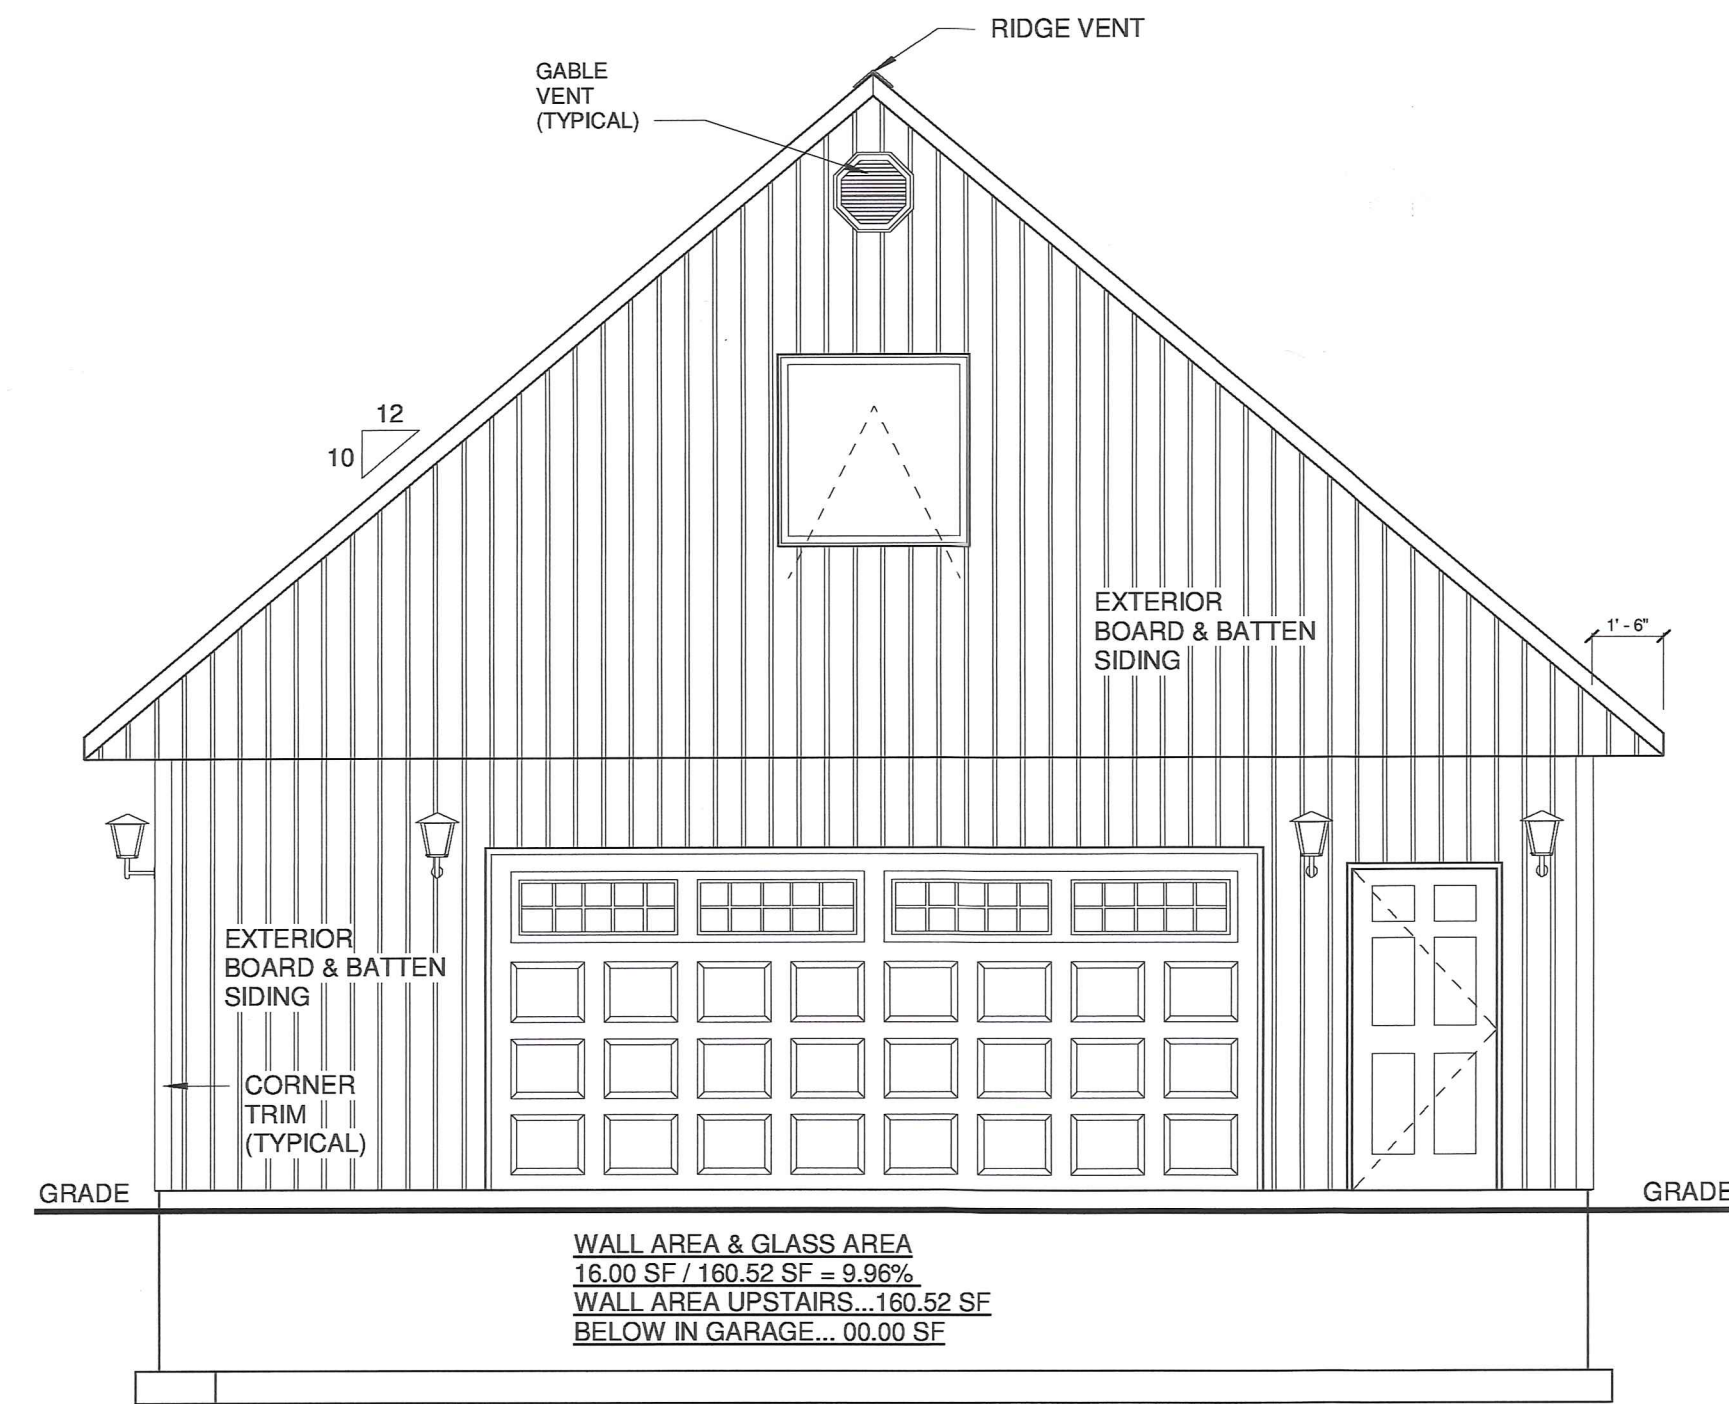 RIDGE VENT
GABLE
VENT
(TYPICAL)
12
10
EXTERIOR
BOARD & BATTEN
SIDING
1' - 6"
EXTERIOR
BOARD & BATTEN
SIDING
CORNER
TRIM
(TYPICAL)
GRADE
GRADE
WALL AREA & GLASS AREA
16.00 SF / 160.52 SF = 9.96%
WALL AREA UPSTAIRS...160.52 SF
BELOW IN GARAGE... 00.00 SF